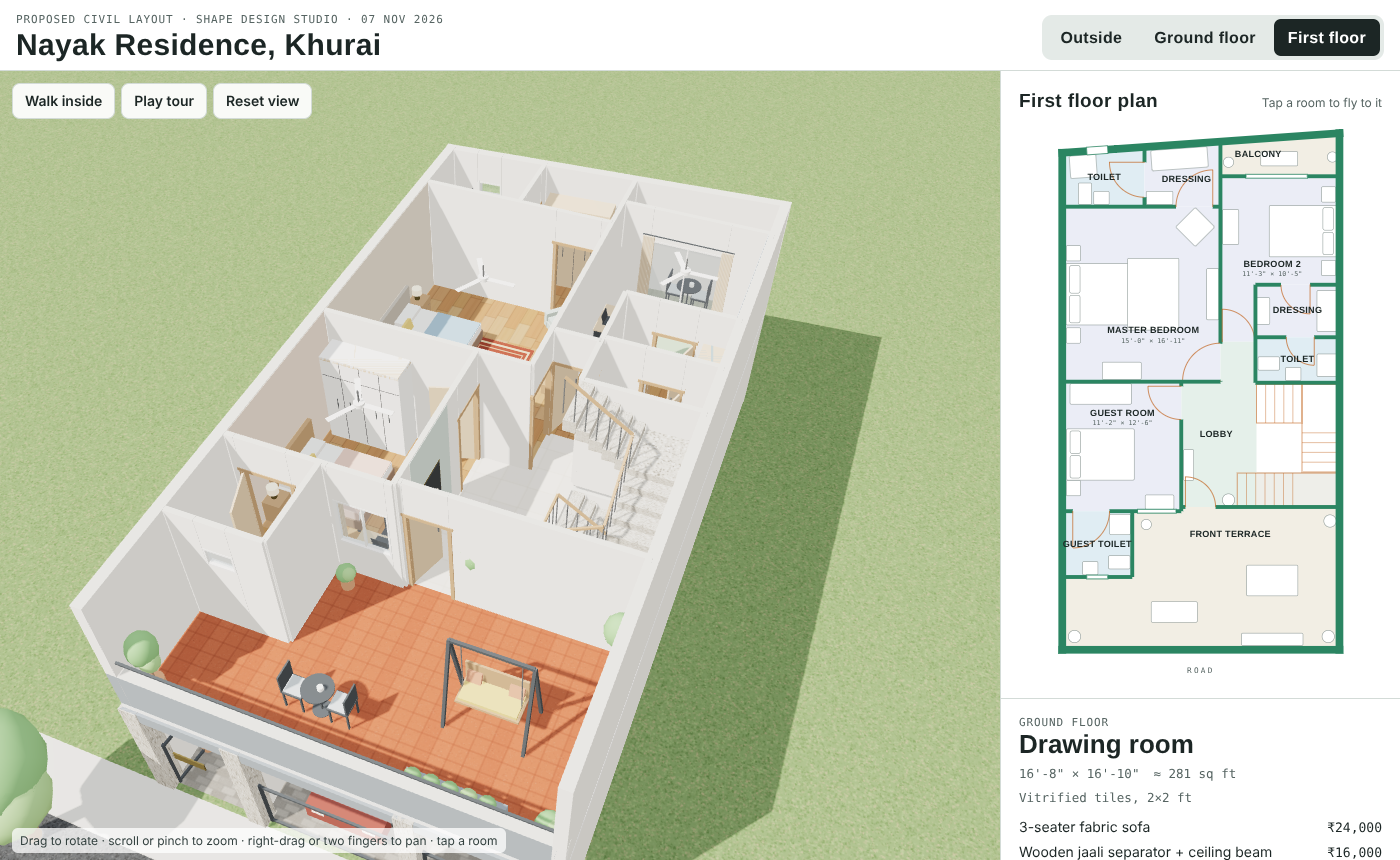 PROPOSED CIVIL LAYOUT · SHAPE DESIGN STUDIO · 07 NOV 2026
Nayak Residence, Khurai
Outside
Ground floor
First floor
Walk inside
Play tour
Reset view
First floor plan
Tap a room to fly to it
BALCONY
TOILET
DRESSING
BEDROOM 2
11'-3" × 10'-5"
DRESSING
MASTER BEDROOM
15'-0" × 16'-11"
TOILET
GUEST ROOM
11'-2" × 12'-6"
LOBBY
FRONT TERRACE
GUEST TOILET
ROAD
GROUND FLOOR
Drawing room
16'-8" × 16'-10" ≈ 281 sq ft
Vitrified tiles, 2×2 ft
3-seater fabric sofa ₹24,000
Wooden jaali separator + ceiling beam ₹16,000
Drag to rotate · scroll or pinch to zoom · right-drag or two fingers to pan · tap a room